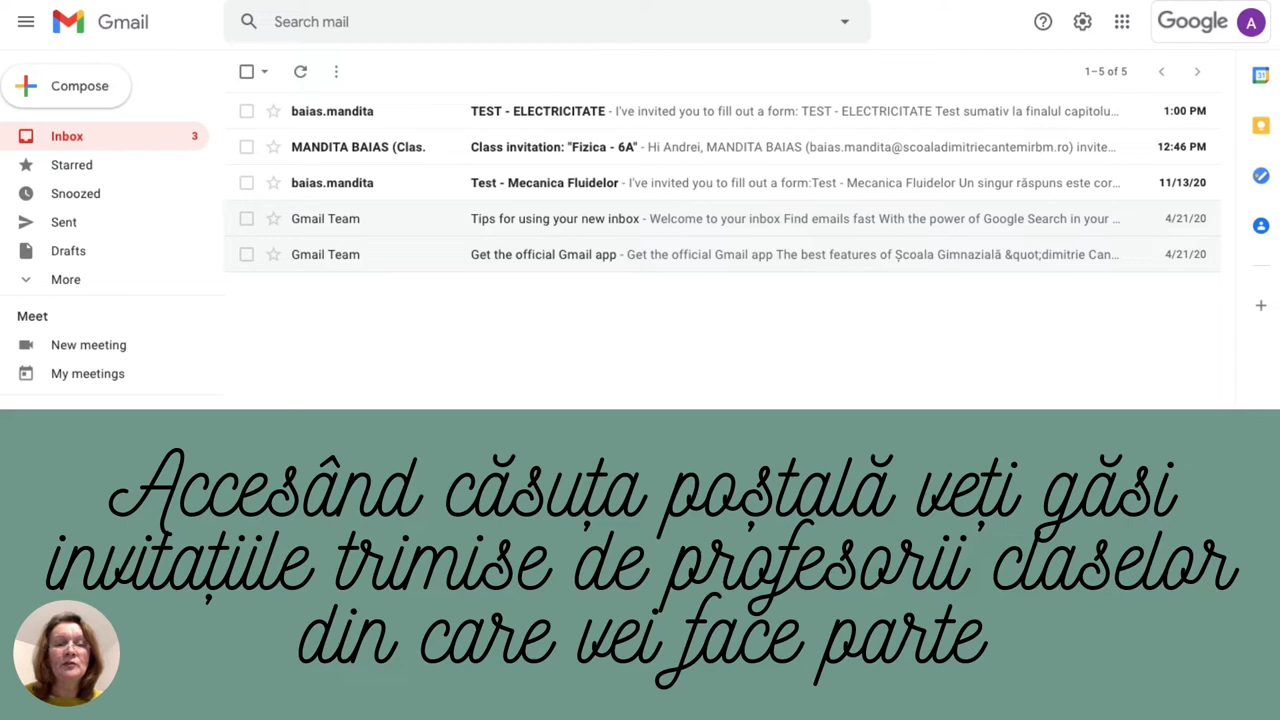 Gmail
Search mail
Google
A
Compose
1–5 of 5
31
Inbox 3
Starred
Snoozed
Sent
Drafts
More
Meet
New meeting
My meetings
baias.mandita TEST - ELECTRICITATE - I've invited you to fill out a form: TEST - ELECTRICITATE Test sumativ la finalul capitolu... 1:00 PM
MANDITA BAIAS (Clas. Class invitation: "Fizica - 6A" - Hi Andrei, MANDITA BAIAS (baias.mandita@scoaladimitriecantemirbm.ro) invite... 12:46 PM
baias.mandita Test - Mecanica Fluidelor - I've invited you to fill out a form:Test - Mecanica Fluidelor Un singur răspuns este cor... 11/13/20
Gmail Team Tips for using your new inbox - Welcome to your inbox Find emails fast With the power of Google Search in your ... 4/21/20
Gmail Team Get the official Gmail app - Get the official Gmail app The best features of Școala Gimnazială &quot;dimitrie Can... 4/21/20
Accesând căsuța poștală veți găsi
invitațiile trimise de profesorii claselor
din care vei face parte